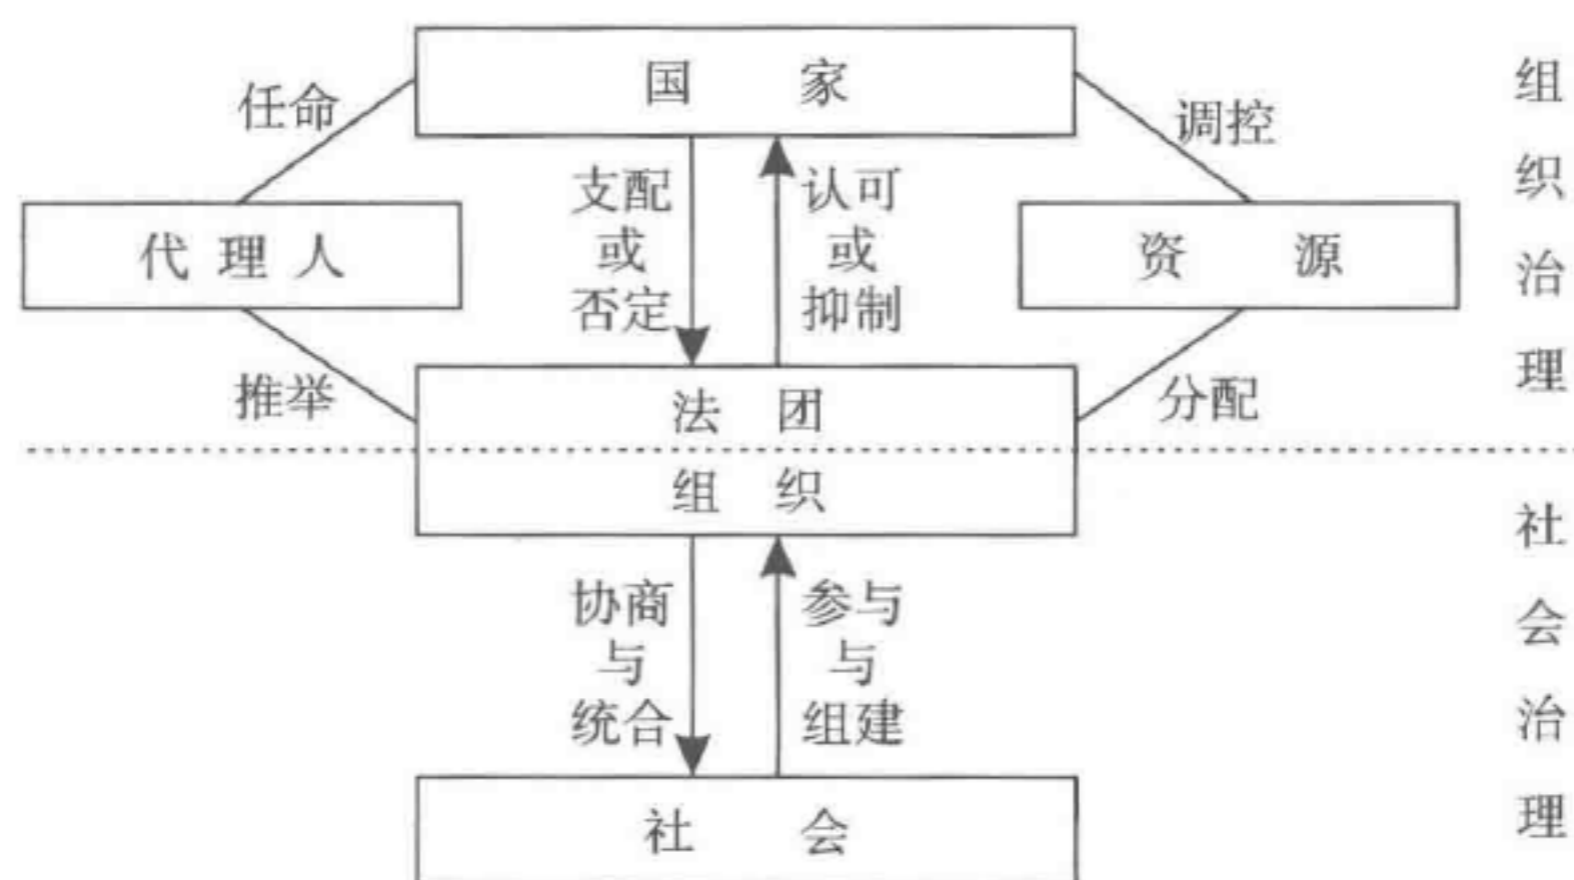 国 家
任命
调控
支配
或
否定
认可
或
抑制
代 理 人
资 源
推举
分配
法 团
组 织
协商
与
统合
参与
与
组建
社 会
组
织
治
理
社
会
治
理